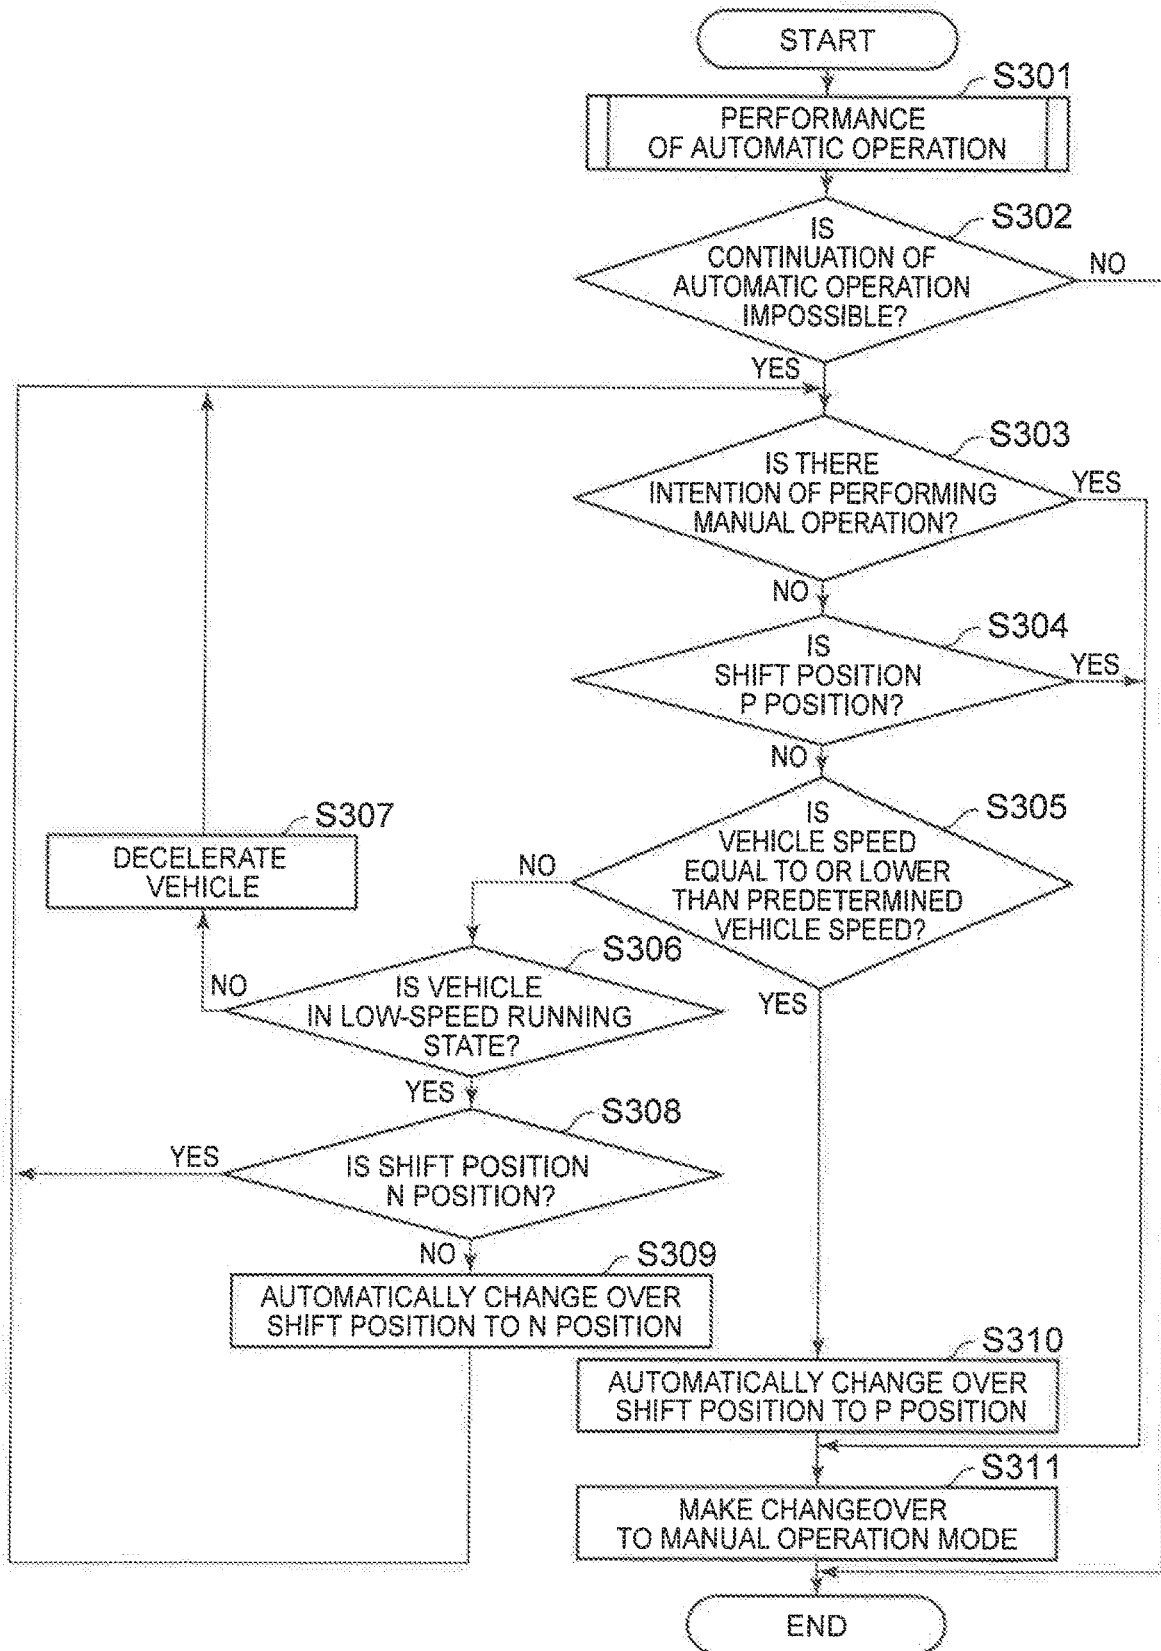 START
S301
PERFORMANCE
OF AUTOMATIC OPERATION
S302
IS
CONTINUATION OF
AUTOMATIC OPERATION
IMPOSSIBLE?
NO
YES
S303
IS THERE
INTENTION OF PERFORMING
MANUAL OPERATION?
YES
NO
S304
IS
SHIFT POSITION
P POSITION?
YES
NO
S305
IS
VEHICLE SPEED
EQUAL TO OR LOWER
THAN PREDETERMINED
VEHICLE SPEED?
NO
YES
S307
DECELERATE
VEHICLE
S306
IS VEHICLE
IN LOW-SPEED RUNNING
STATE?
NO
YES
S308
IS SHIFT POSITION
N POSITION?
YES
NO
S309
AUTOMATICALLY CHANGE OVER
SHIFT POSITION TO N POSITION
S310
AUTOMATICALLY CHANGE OVER
SHIFT POSITION TO P POSITION
S311
MAKE CHANGEOVER
TO MANUAL OPERATION MODE
END